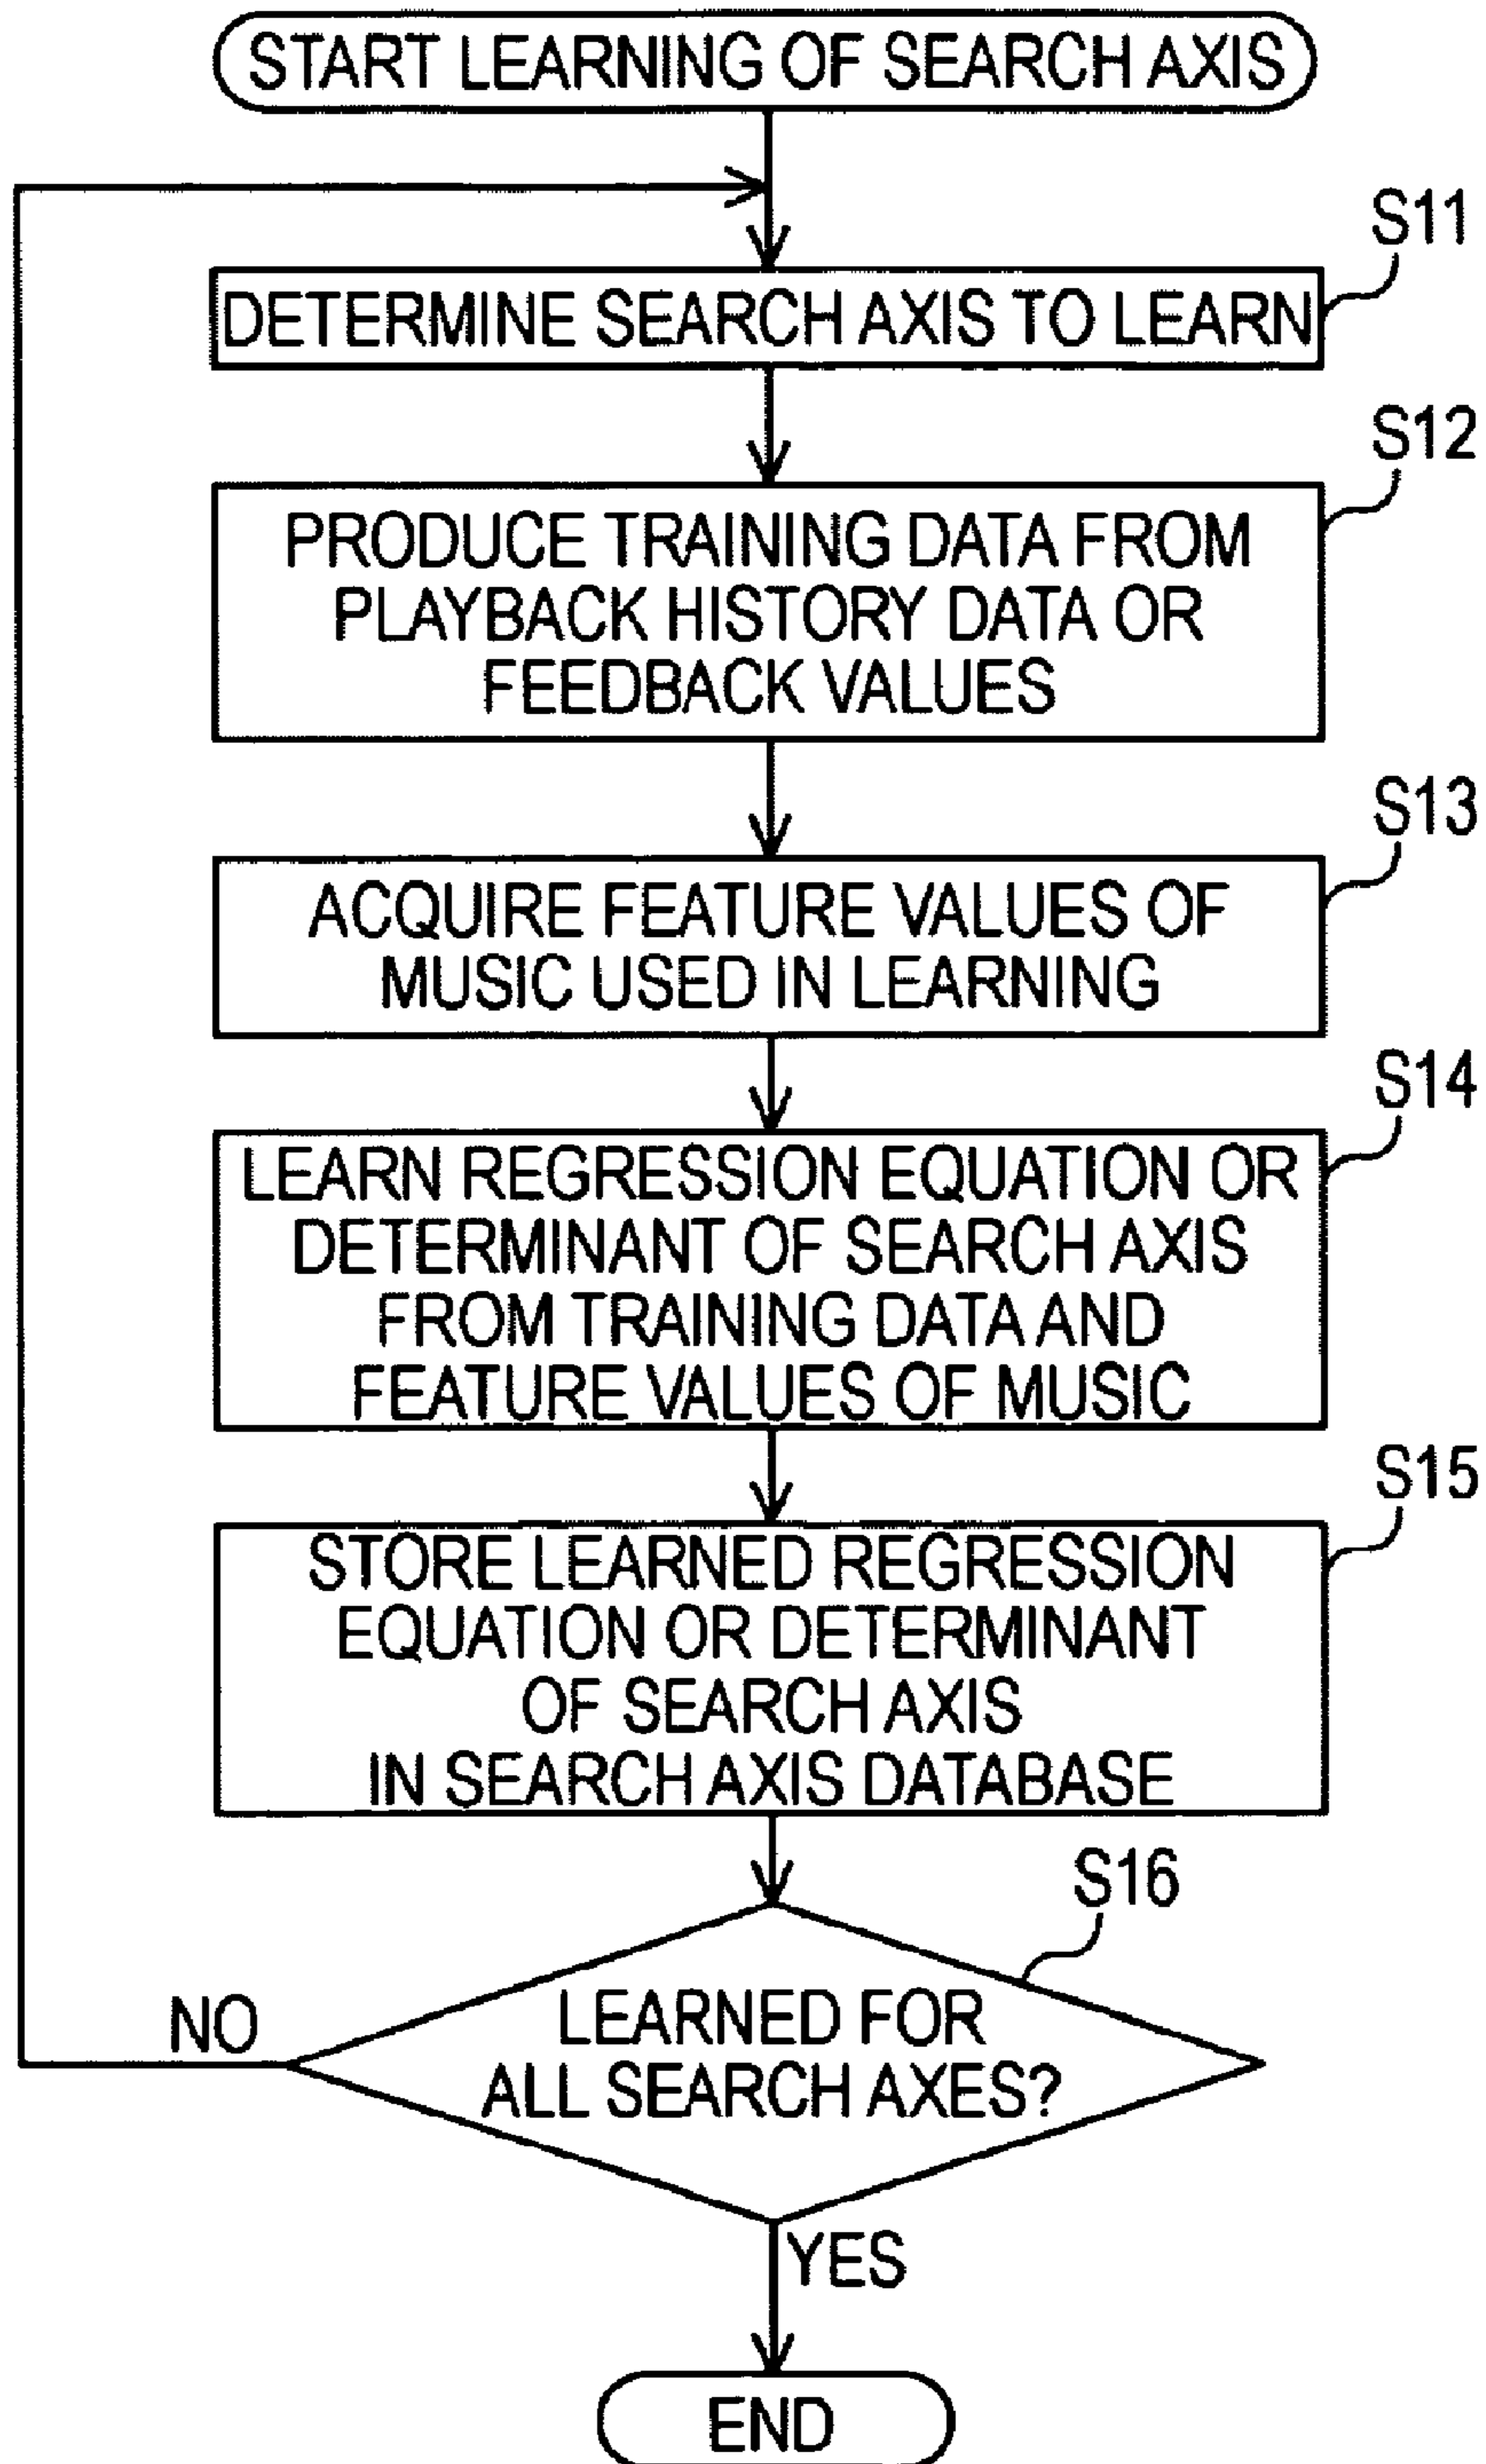 START LEARNING OF SEARCH AXIS
S11
DETERMINE SEARCH AXIS TO LEARN
S12
PRODUCE TRAINING DATA FROM
PLAYBACK HISTORY DATA OR
FEEDBACK VALUES
S13
ACQUIRE FEATURE VALUES OF
MUSIC USED IN LEARNING
S14
LEARN REGRESSION EQUATION OR
DETERMINANT OF SEARCH AXIS
FROM TRAINING DATA AND
FEATURE VALUES OF MUSIC
S15
STORE LEARNED REGRESSION
EQUATION OR DETERMINANT
OF SEARCH AXIS
IN SEARCH AXIS DATABASE
S16
NO
LEARNED FOR
ALL SEARCH AXES?
YES
END